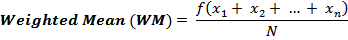 Weighted Mean (WM) = f(x₁ + x₂ + … + xₙ) / N